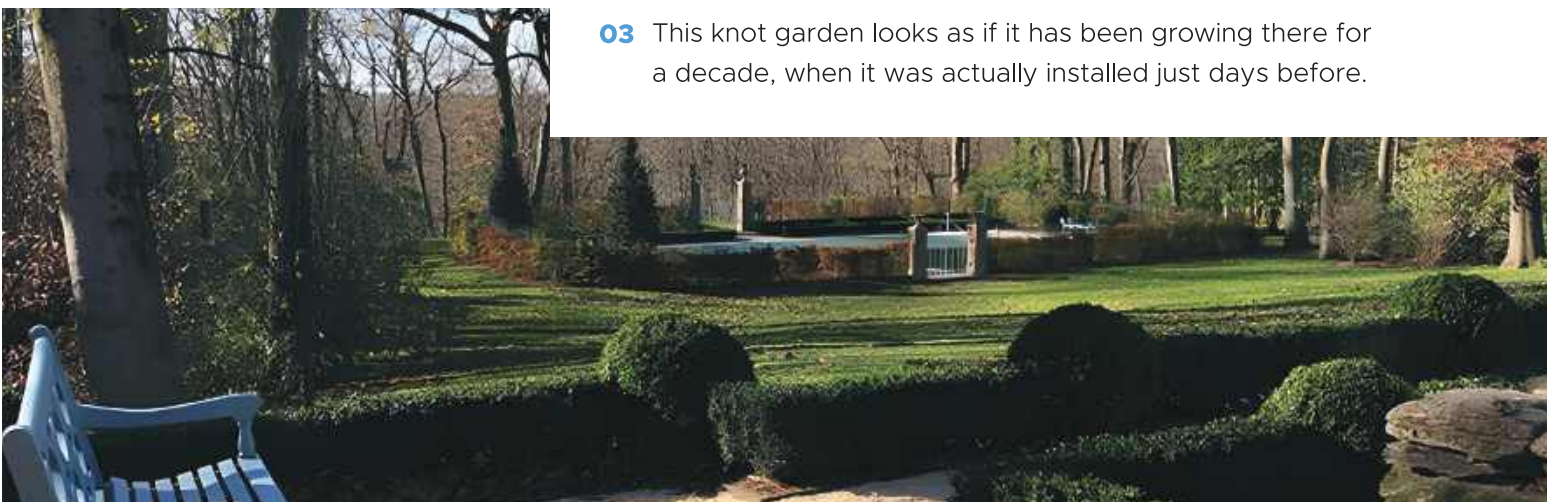 03 This knot garden looks as if it has been growing there for
a decade, when it was actually installed just days before.